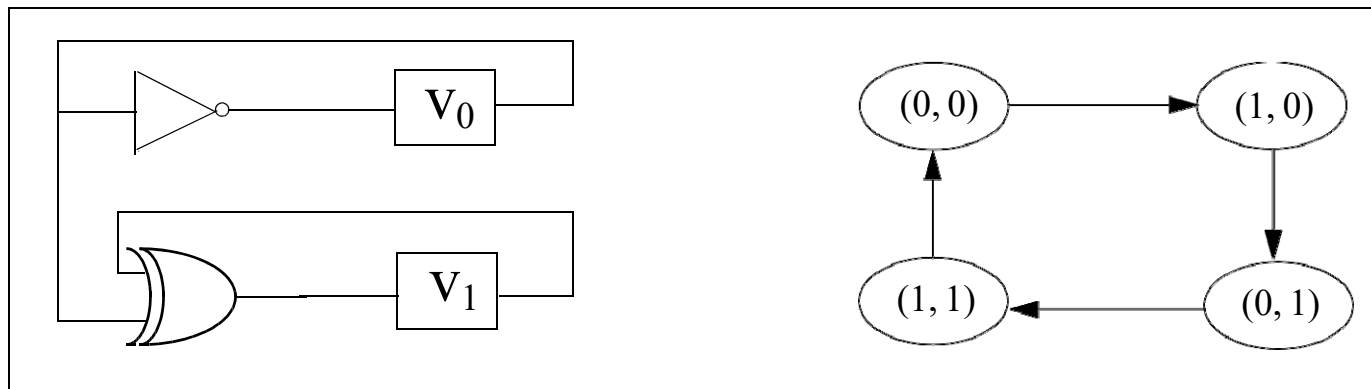 V₀
V₁
(0, 0)
(1, 0)
(1, 1)
(0, 1)